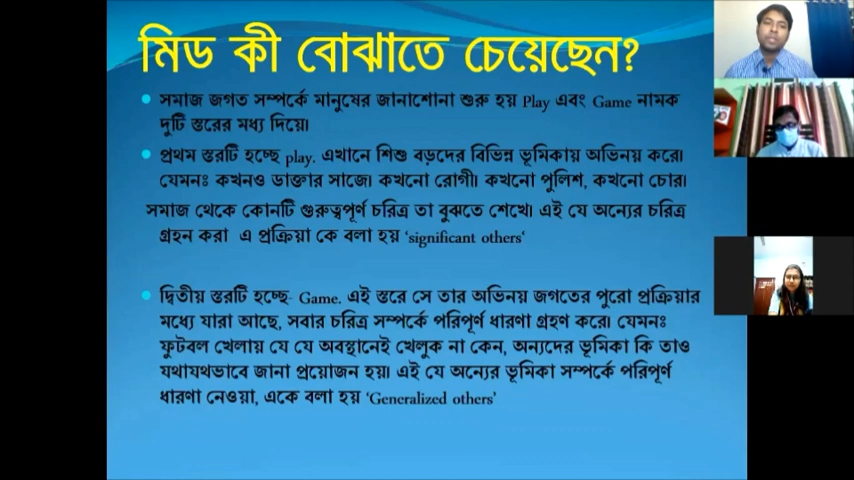 মিড কী বোঝাতে চেয়েছেন?
সমাজ জগত সম্পর্কে মানুষের জানাশোনা শুরু হয় Play এবং Game নামক
দুটি স্তরের মধ্য দিয়ে।
প্রথম স্তরটি হচ্ছে play. এখানে শিশু বড়দের বিভিন্ন ভূমিকায় অভিনয় করে।
যেমনঃ কখনও ডাক্তার সাজে। কখনো রোগী। কখনো পুলিশ, কখনো চোর।
সমাজ থেকে কোনটি গুরুত্বপূর্ণ চরিত্র তা বুঝতে শেখে। এই যে অন্যের চরিত্র
গ্রহন করা এ প্রক্রিয়া কে বলা হয় ‘significant others‘
দ্বিতীয় স্তরটি হচ্ছে- Game. এই স্তরে সে তার অভিনয় জগতের পুরো প্রক্রিয়ার
মধ্যে যারা আছে, সবার চরিত্র সম্পর্কে পরিপূর্ণ ধারণা গ্রহণ করে। যেমনঃ
ফুটবল খেলায় যে যে অবস্থানেই খেলুক না কেন, অন্যদের ভূমিকা কি তাও
যথাযথভাবে জানা প্রয়োজন হয়। এই যে অন্যের ভূমিকা সম্পর্কে পরিপূর্ণ
ধারণা নেওয়া, একে বলা হয় ‘Generalized others’